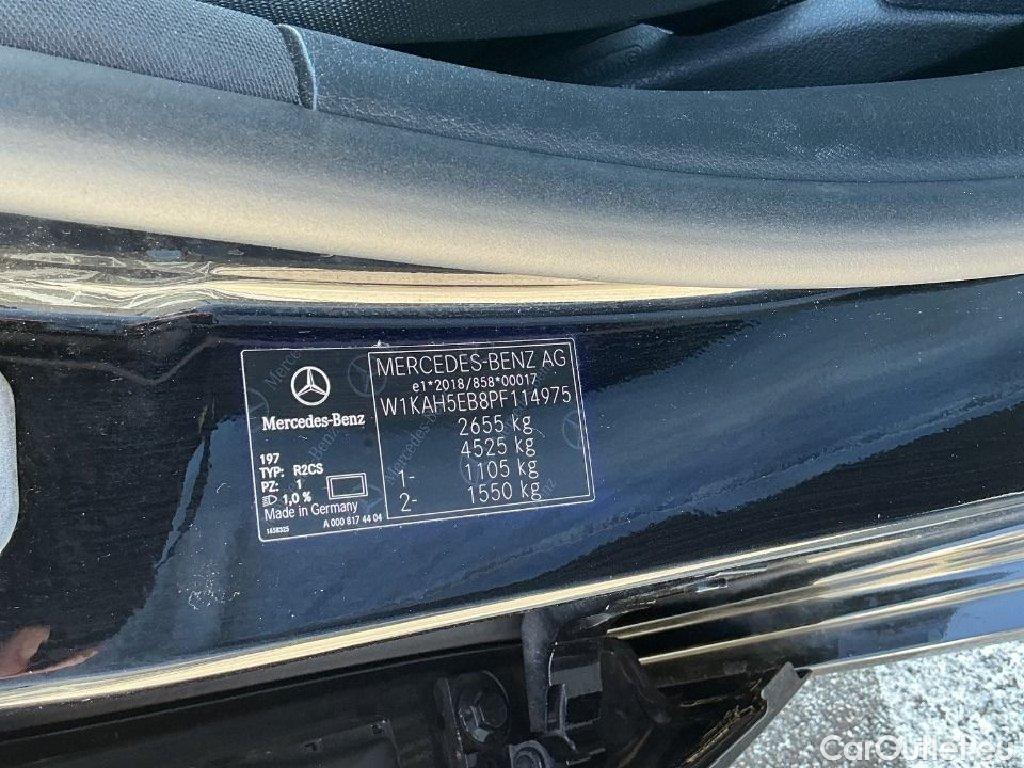 Mercedes-Benz
197
TYP: R2CS
PZ: 1
1,0 %
Made in Germany
1658325
A 000 817 44 04
MERCEDES-BENZ AG
e1*2018/858*00017
W1KAH5EB8PF114975
2655 kg
4525 kg
1- 1105 kg
2- 1550 kg
CarOutlet.eu